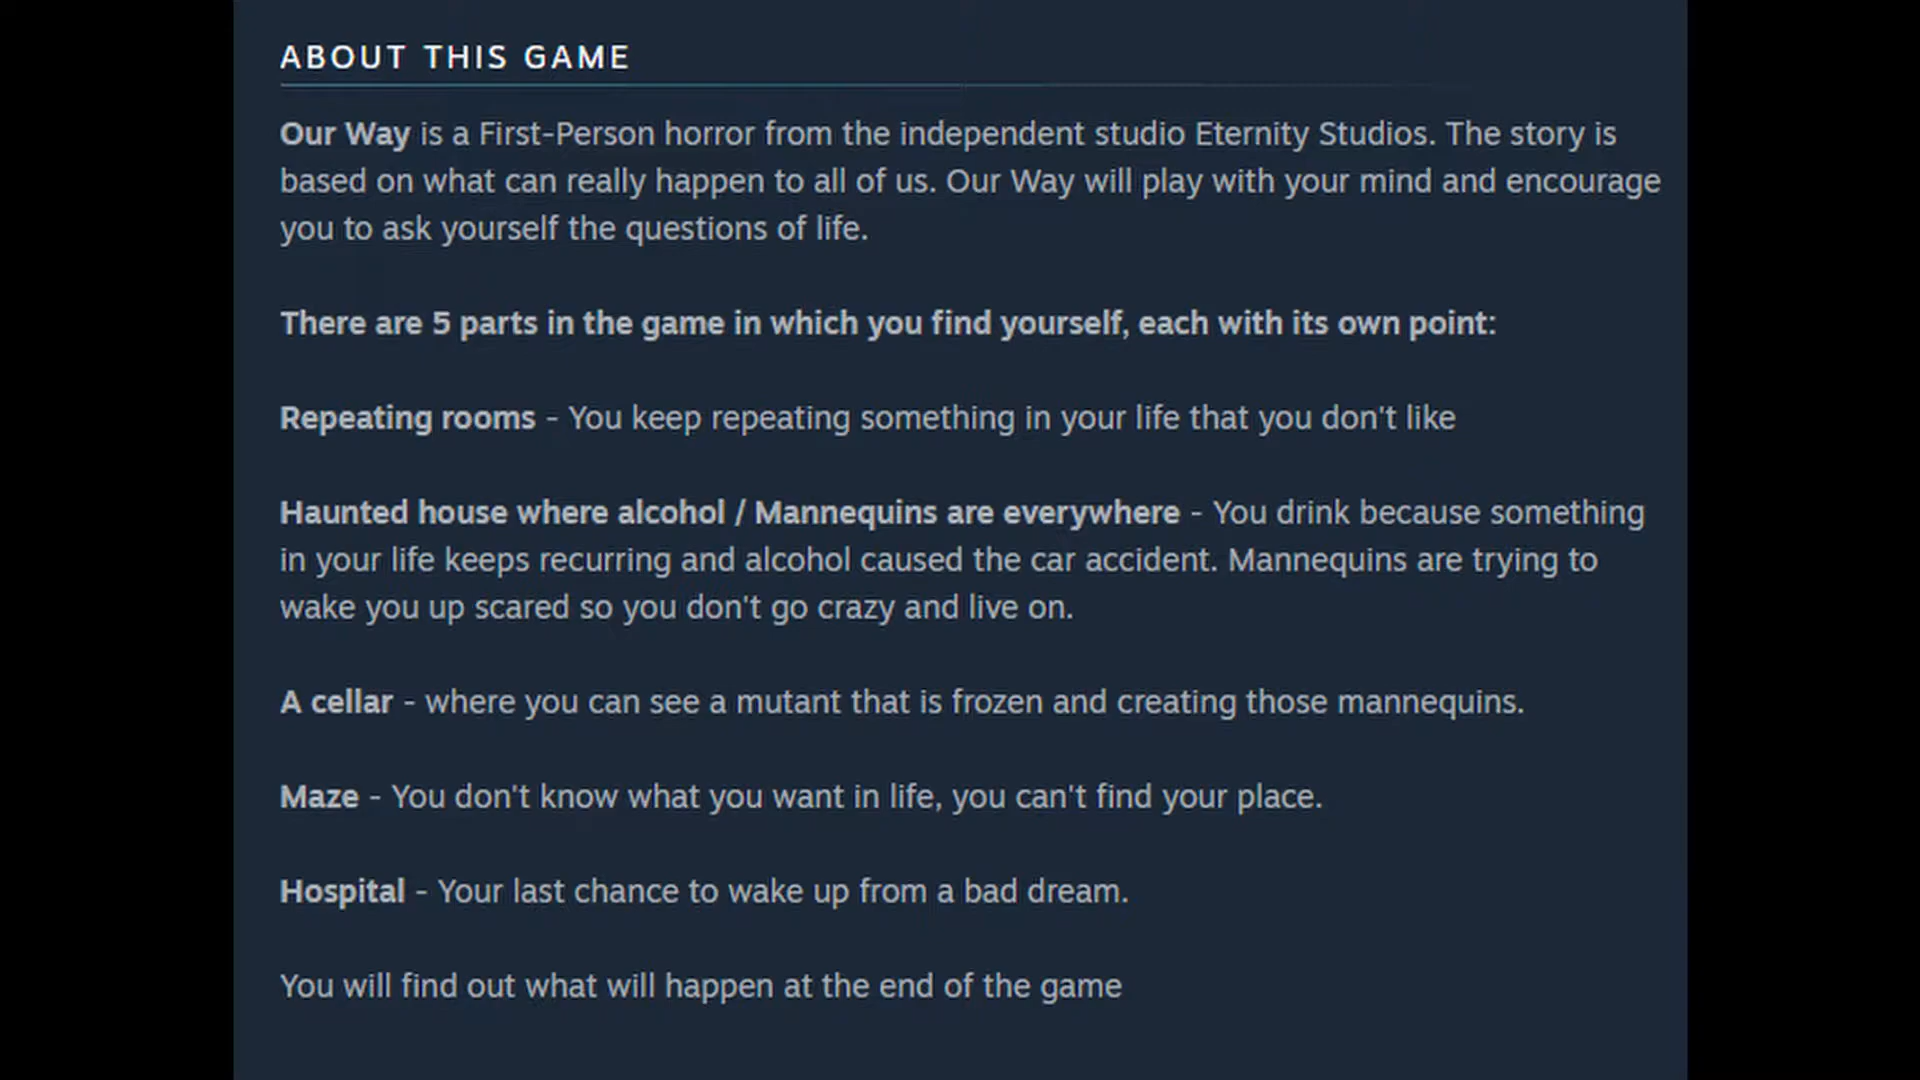 ABOUT THIS GAME
Our Way is a First-Person horror from the independent studio Eternity Studios. The story is
based on what can really happen to all of us. Our Way will play with your mind and encourage
you to ask yourself the questions of life.
There are 5 parts in the game in which you find yourself, each with its own point:
Repeating rooms - You keep repeating something in your life that you don't like
Haunted house where alcohol / Mannequins are everywhere - You drink because something
in your life keeps recurring and alcohol caused the car accident. Mannequins are trying to
wake you up scared so you don't go crazy and live on.
A cellar - where you can see a mutant that is frozen and creating those mannequins.
Maze - You don't know what you want in life, you can't find your place.
Hospital - Your last chance to wake up from a bad dream.
You will find out what will happen at the end of the game